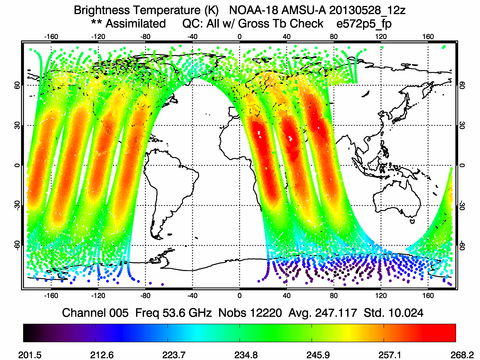 Brightness Temperature (K) NOAA-18 AMSU-A 20130528_12z
** Assimilated QC: All w/ Gross Tb Check e572p5_fp
-160 -120 -80 -40 0 40 80 120 160
60 60
30 30
0 0
-30 -30
-60 -60
-160 -120 -80 -40 0 40 80 120 160
Channel 005 Freq 53.6 GHz Nobs 12220 Avg. 247.117 Std. 10.024
201.5 212.6 223.7 234.8 245.9 257.1 268.2